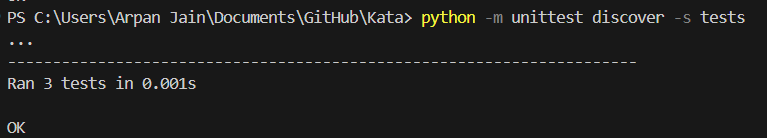 PS C:\Users\Arpan Jain\Documents\GitHub\Kata> python -m unittest discover -s tests
...
----------------------------------------------------------------------
Ran 3 tests in 0.001s
OK